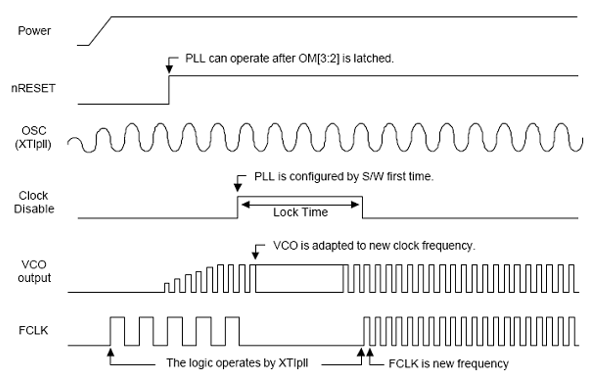 Power
PLL can operate after OM[3:2] is latched.
nRESET
OSC
(XTIpll)
PLL is configured by S/W first time.
Clock
Disable
Lock Time
VCO is adapted to new clock frequency.
VCO
output
FCLK
The logic operates by XTIpll
FCLK is new frequency